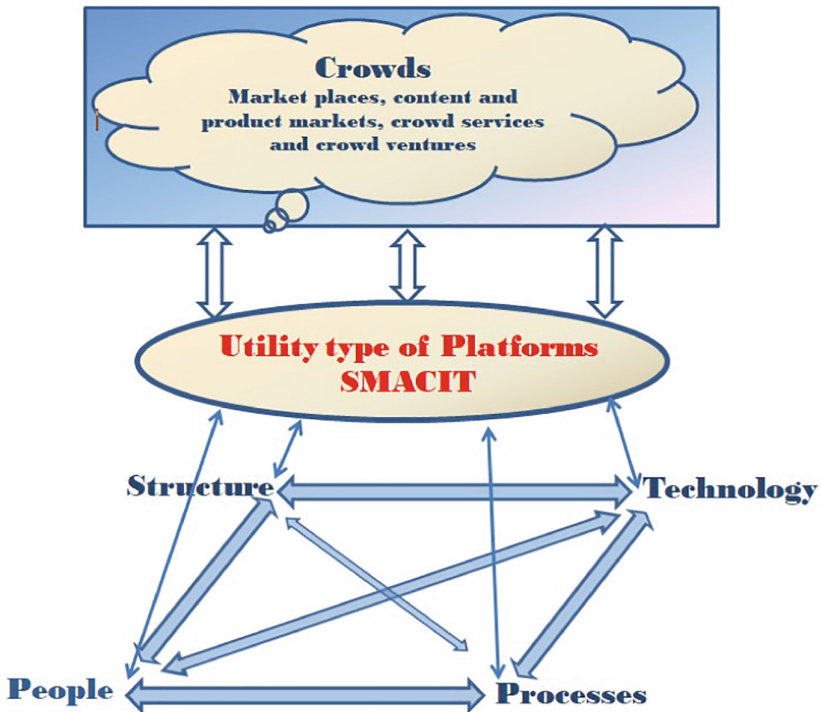 Crowds
Market places, content and
product markets, crowd services
and crowd ventures
Utility type of Platforms
SMACIT
Structure
Technology
People
Processes